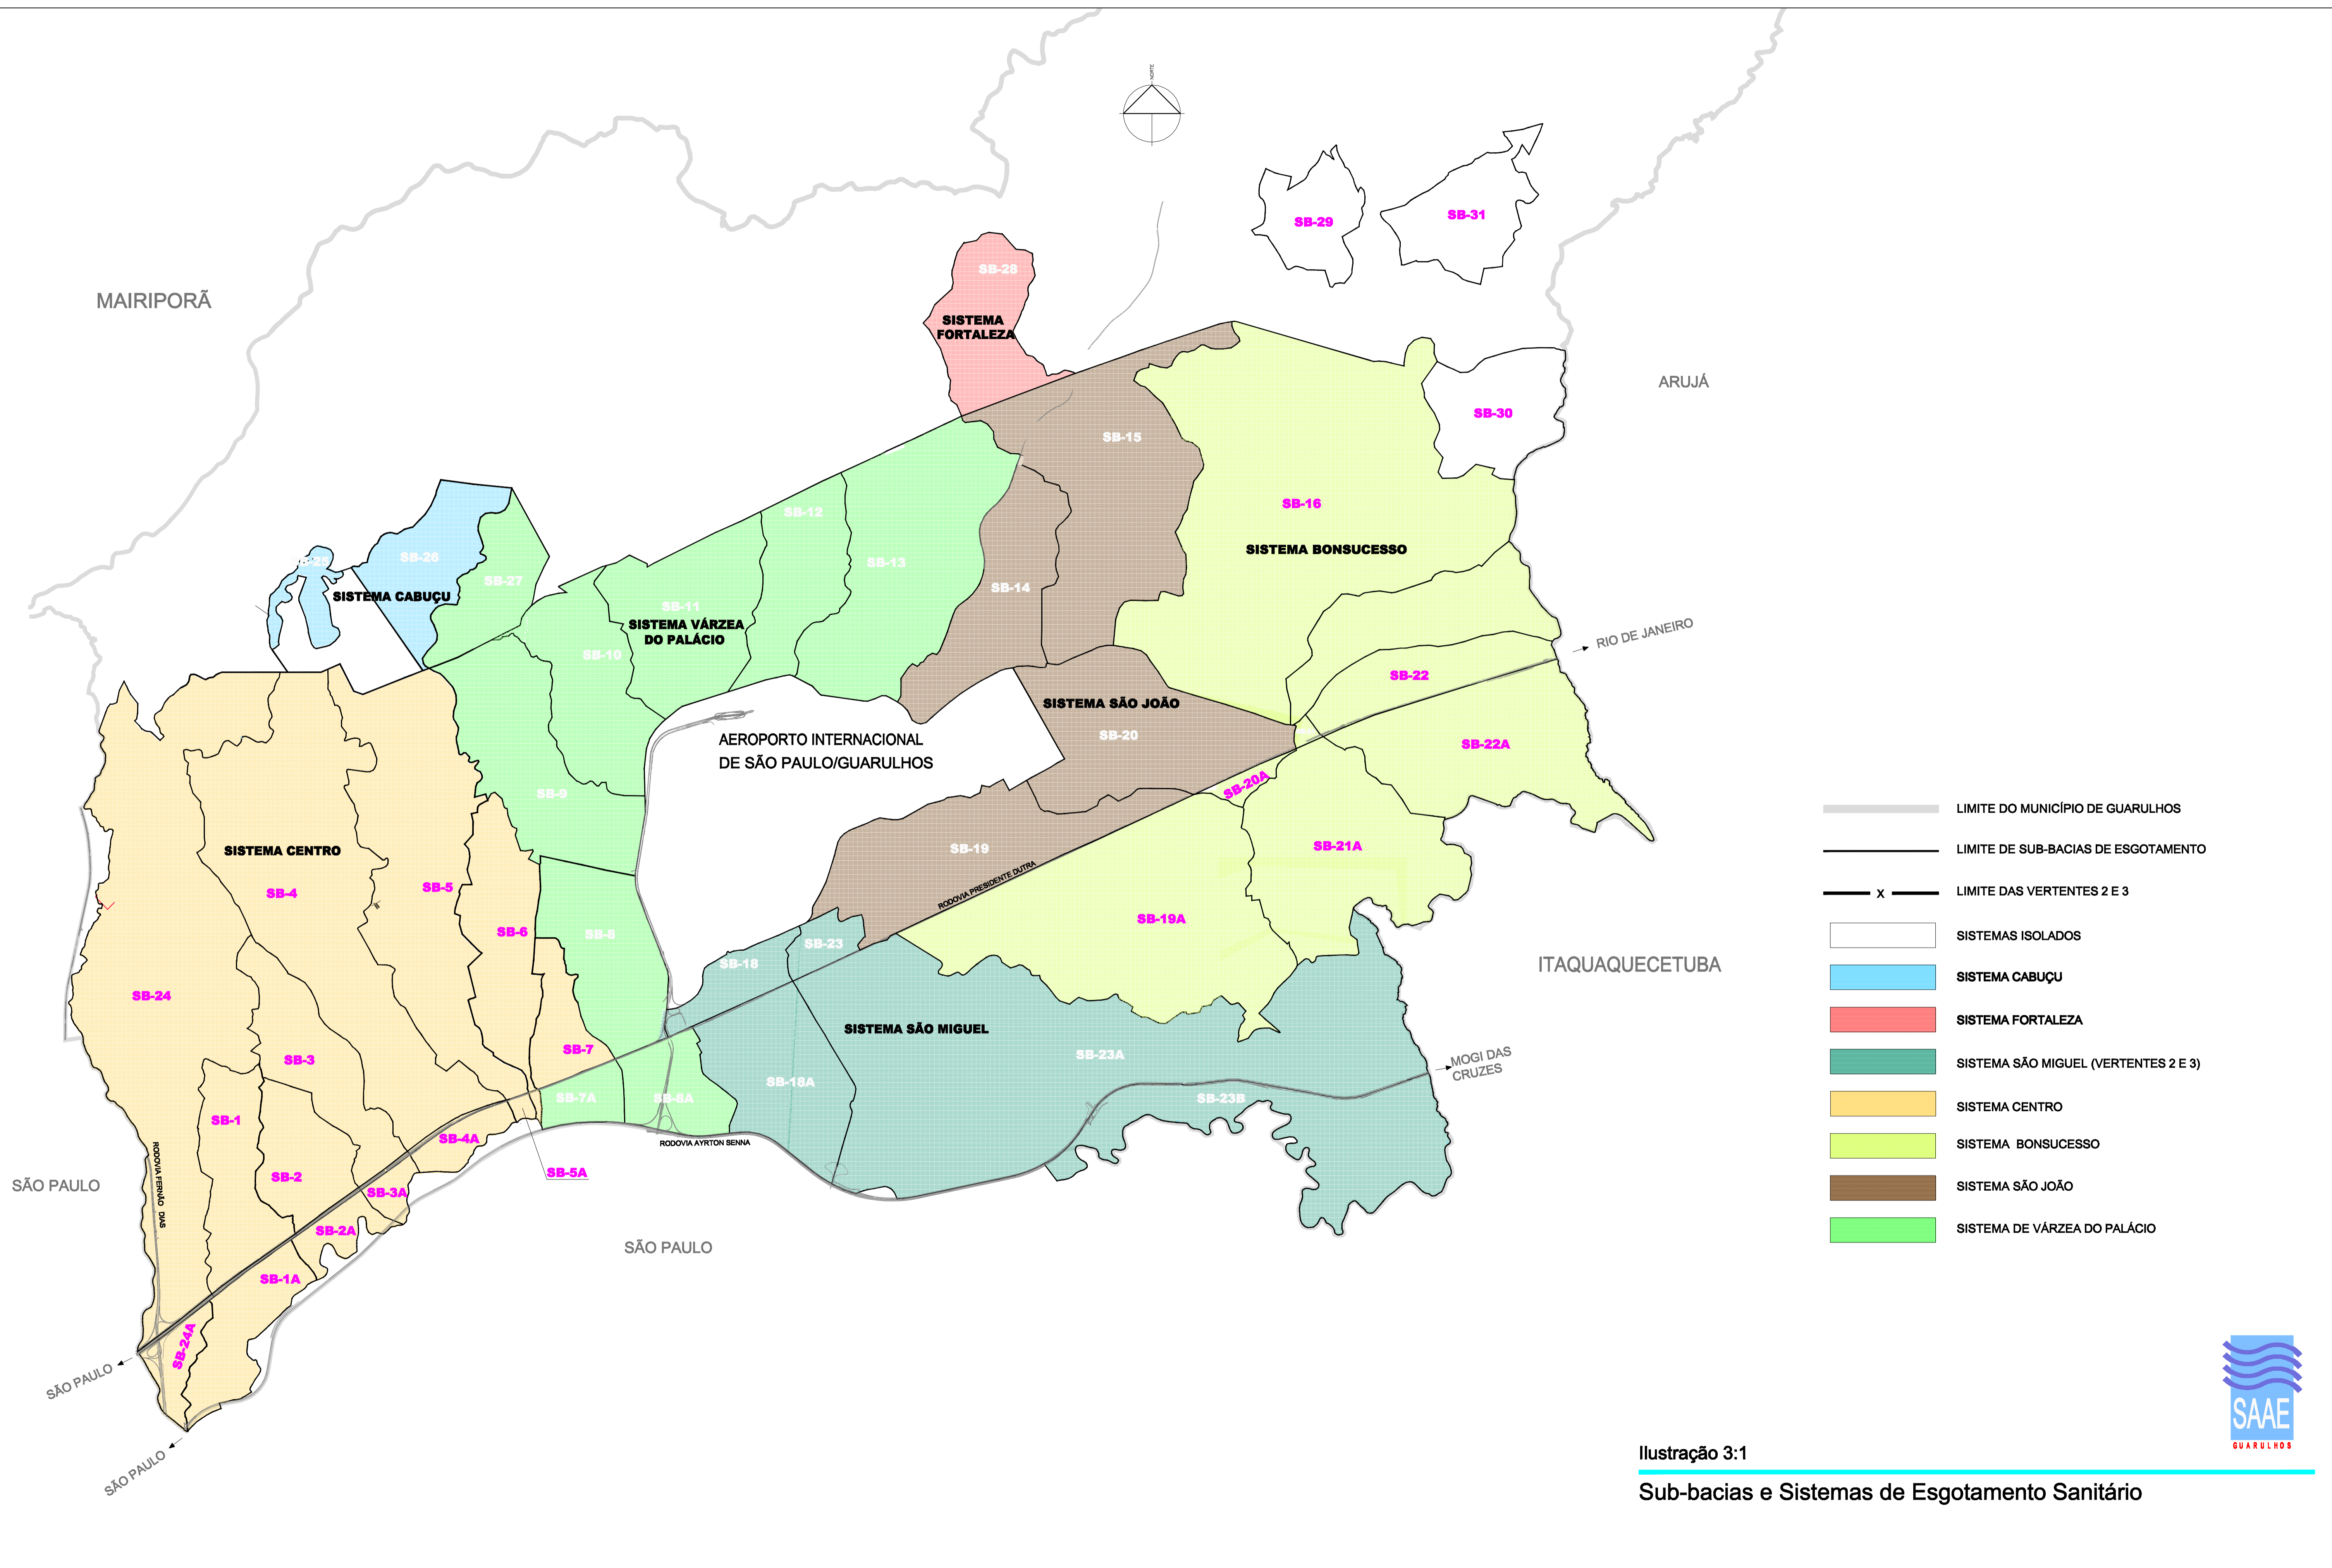 NORTE
SB-29
SB-31
SB-28
MAIRIPORÃ
SISTEMA
FORTALEZA
ARUJÁ
SB-30
SB-15
SB-16
SB-12
SISTEMA BONSUCESSO
SB-26
SB-13
SB-27
SB-14
SISTEMA CABUÇU
SB-11
SISTEMA VÁRZEA
DO PALÁCIO
SB-10
RIO DE JANEIRO
SB-22
SISTEMA SÃO JOÃO
SB-20
AEROPORTO INTERNACIONAL
DE SÃO PAULO/GUARULHOS
SB-22A
SB-20A
SB-9
SISTEMA CENTRO
SB-19
SB-21A
RODOVIA PRESIDENTE DUTRA
SB-4
SB-5
SB-19A
SB-6
SB-8
SB-23
SB-18
ITAQUAQUECETUBA
SB-24
SISTEMA SÃO MIGUEL
SB-7
SB-3
SB-23A
MOGI DAS
CRUZES
SB-18A
SB-7A
SB-8A
SB-23B
SB-1
SB-4A
RODOVIA AYRTON SENNA
SB-5A
SB-2
SÃO PAULO
RODOVIA FERNÃO DIAS
SB-3A
SB-2A
SÃO PAULO
SB-1A
SB-24A
SÃO PAULO
SÃO PAULO
LIMITE DO MUNICÍPIO DE GUARULHOS
LIMITE DE SUB-BACIAS DE ESGOTAMENTO
X LIMITE DAS VERTENTES 2 E 3
SISTEMAS ISOLADOS
SISTEMA CABUÇU
SISTEMA FORTALEZA
SISTEMA SÃO MIGUEL (VERTENTES 2 E 3)
SISTEMA CENTRO
SISTEMA BONSUCESSO
SISTEMA SÃO JOÃO
SISTEMA DE VÁRZEA DO PALÁCIO
SAAE
GUARULHOS
Ilustração 3:1
Sub-bacias e Sistemas de Esgotamento Sanitário